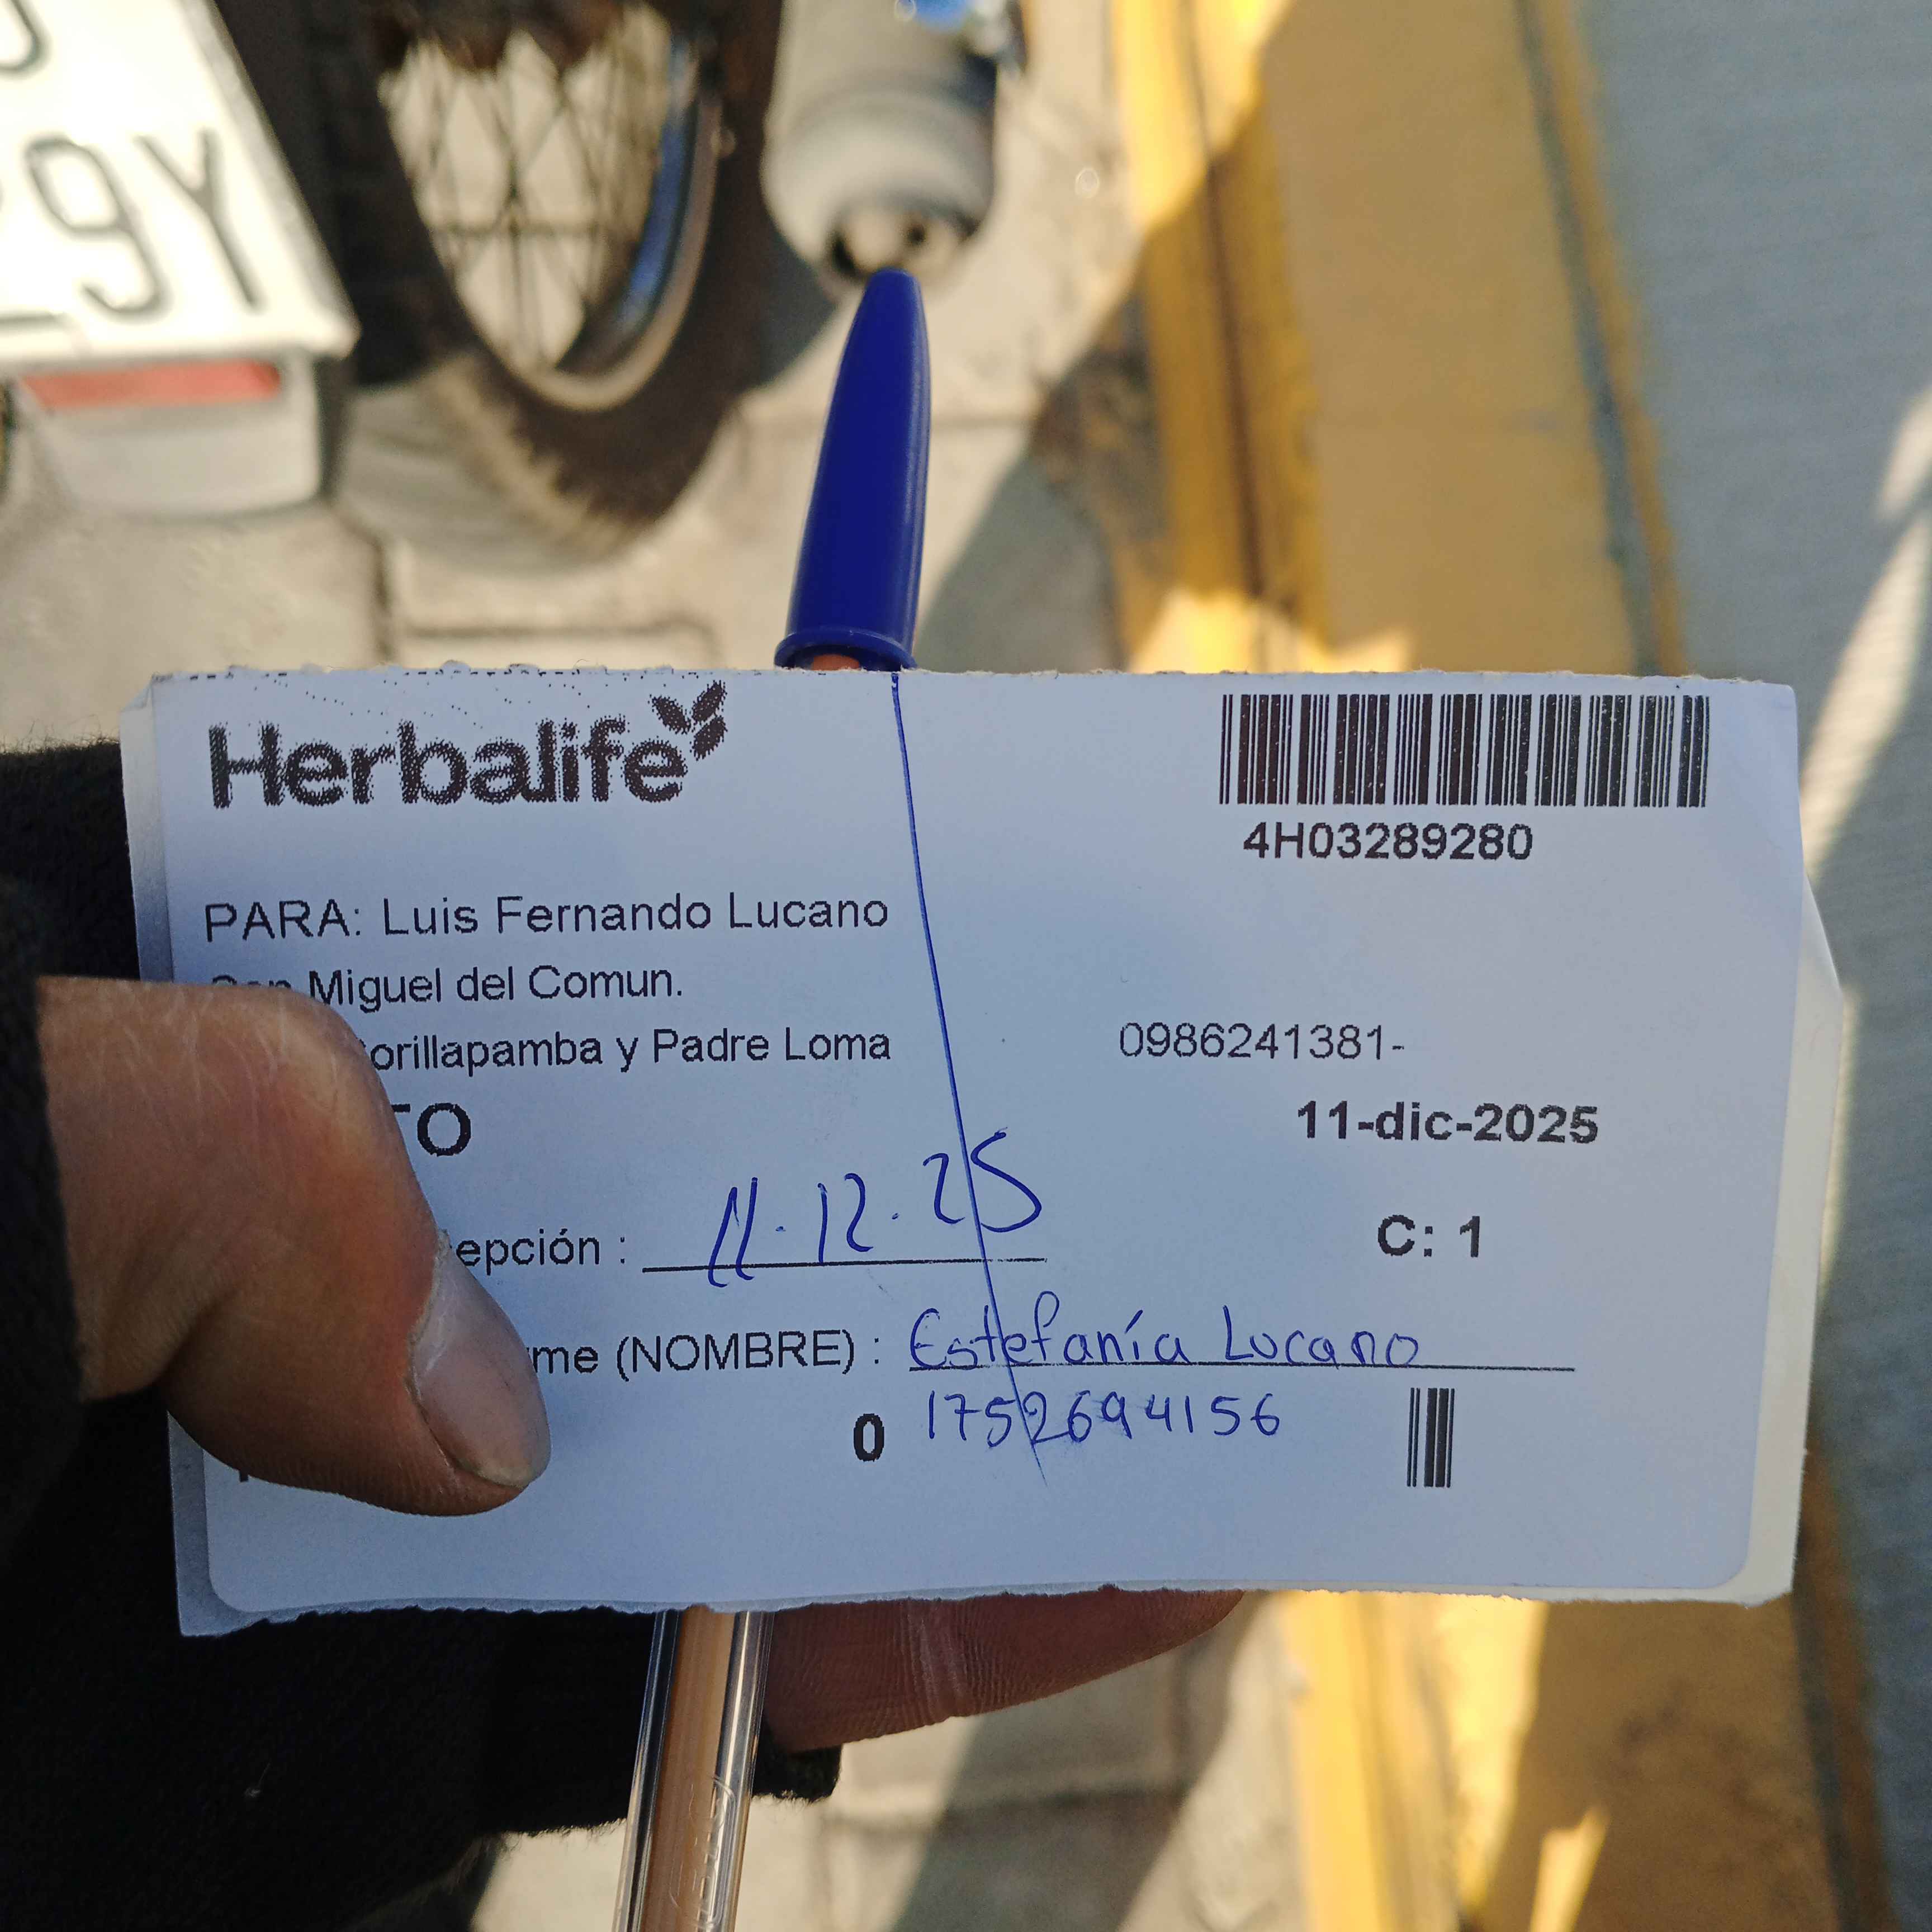 9Y
Herbalife
4H03289280
PARA: Luis Fernando Lucano
Miguel del Comun.
orillapamba y Padre Loma 0986241381-
TO 11-dic-2025
epción : 11.12.25
C: 1
me (NOMBRE) : Estefanía Lucano
0 1752694156